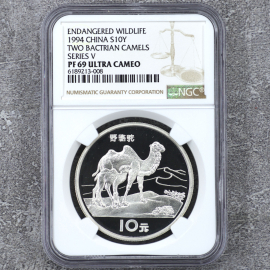 ENDANGERED WILDLIFE
1994 CHINA S10Y
TWO BACTRIAN CAMELS
SERIES V
PF 69 ULTRA CAMEO
6189213-008
NUMISMATIC GUARANTY CORPORATION
NGC
野骆驼
10元